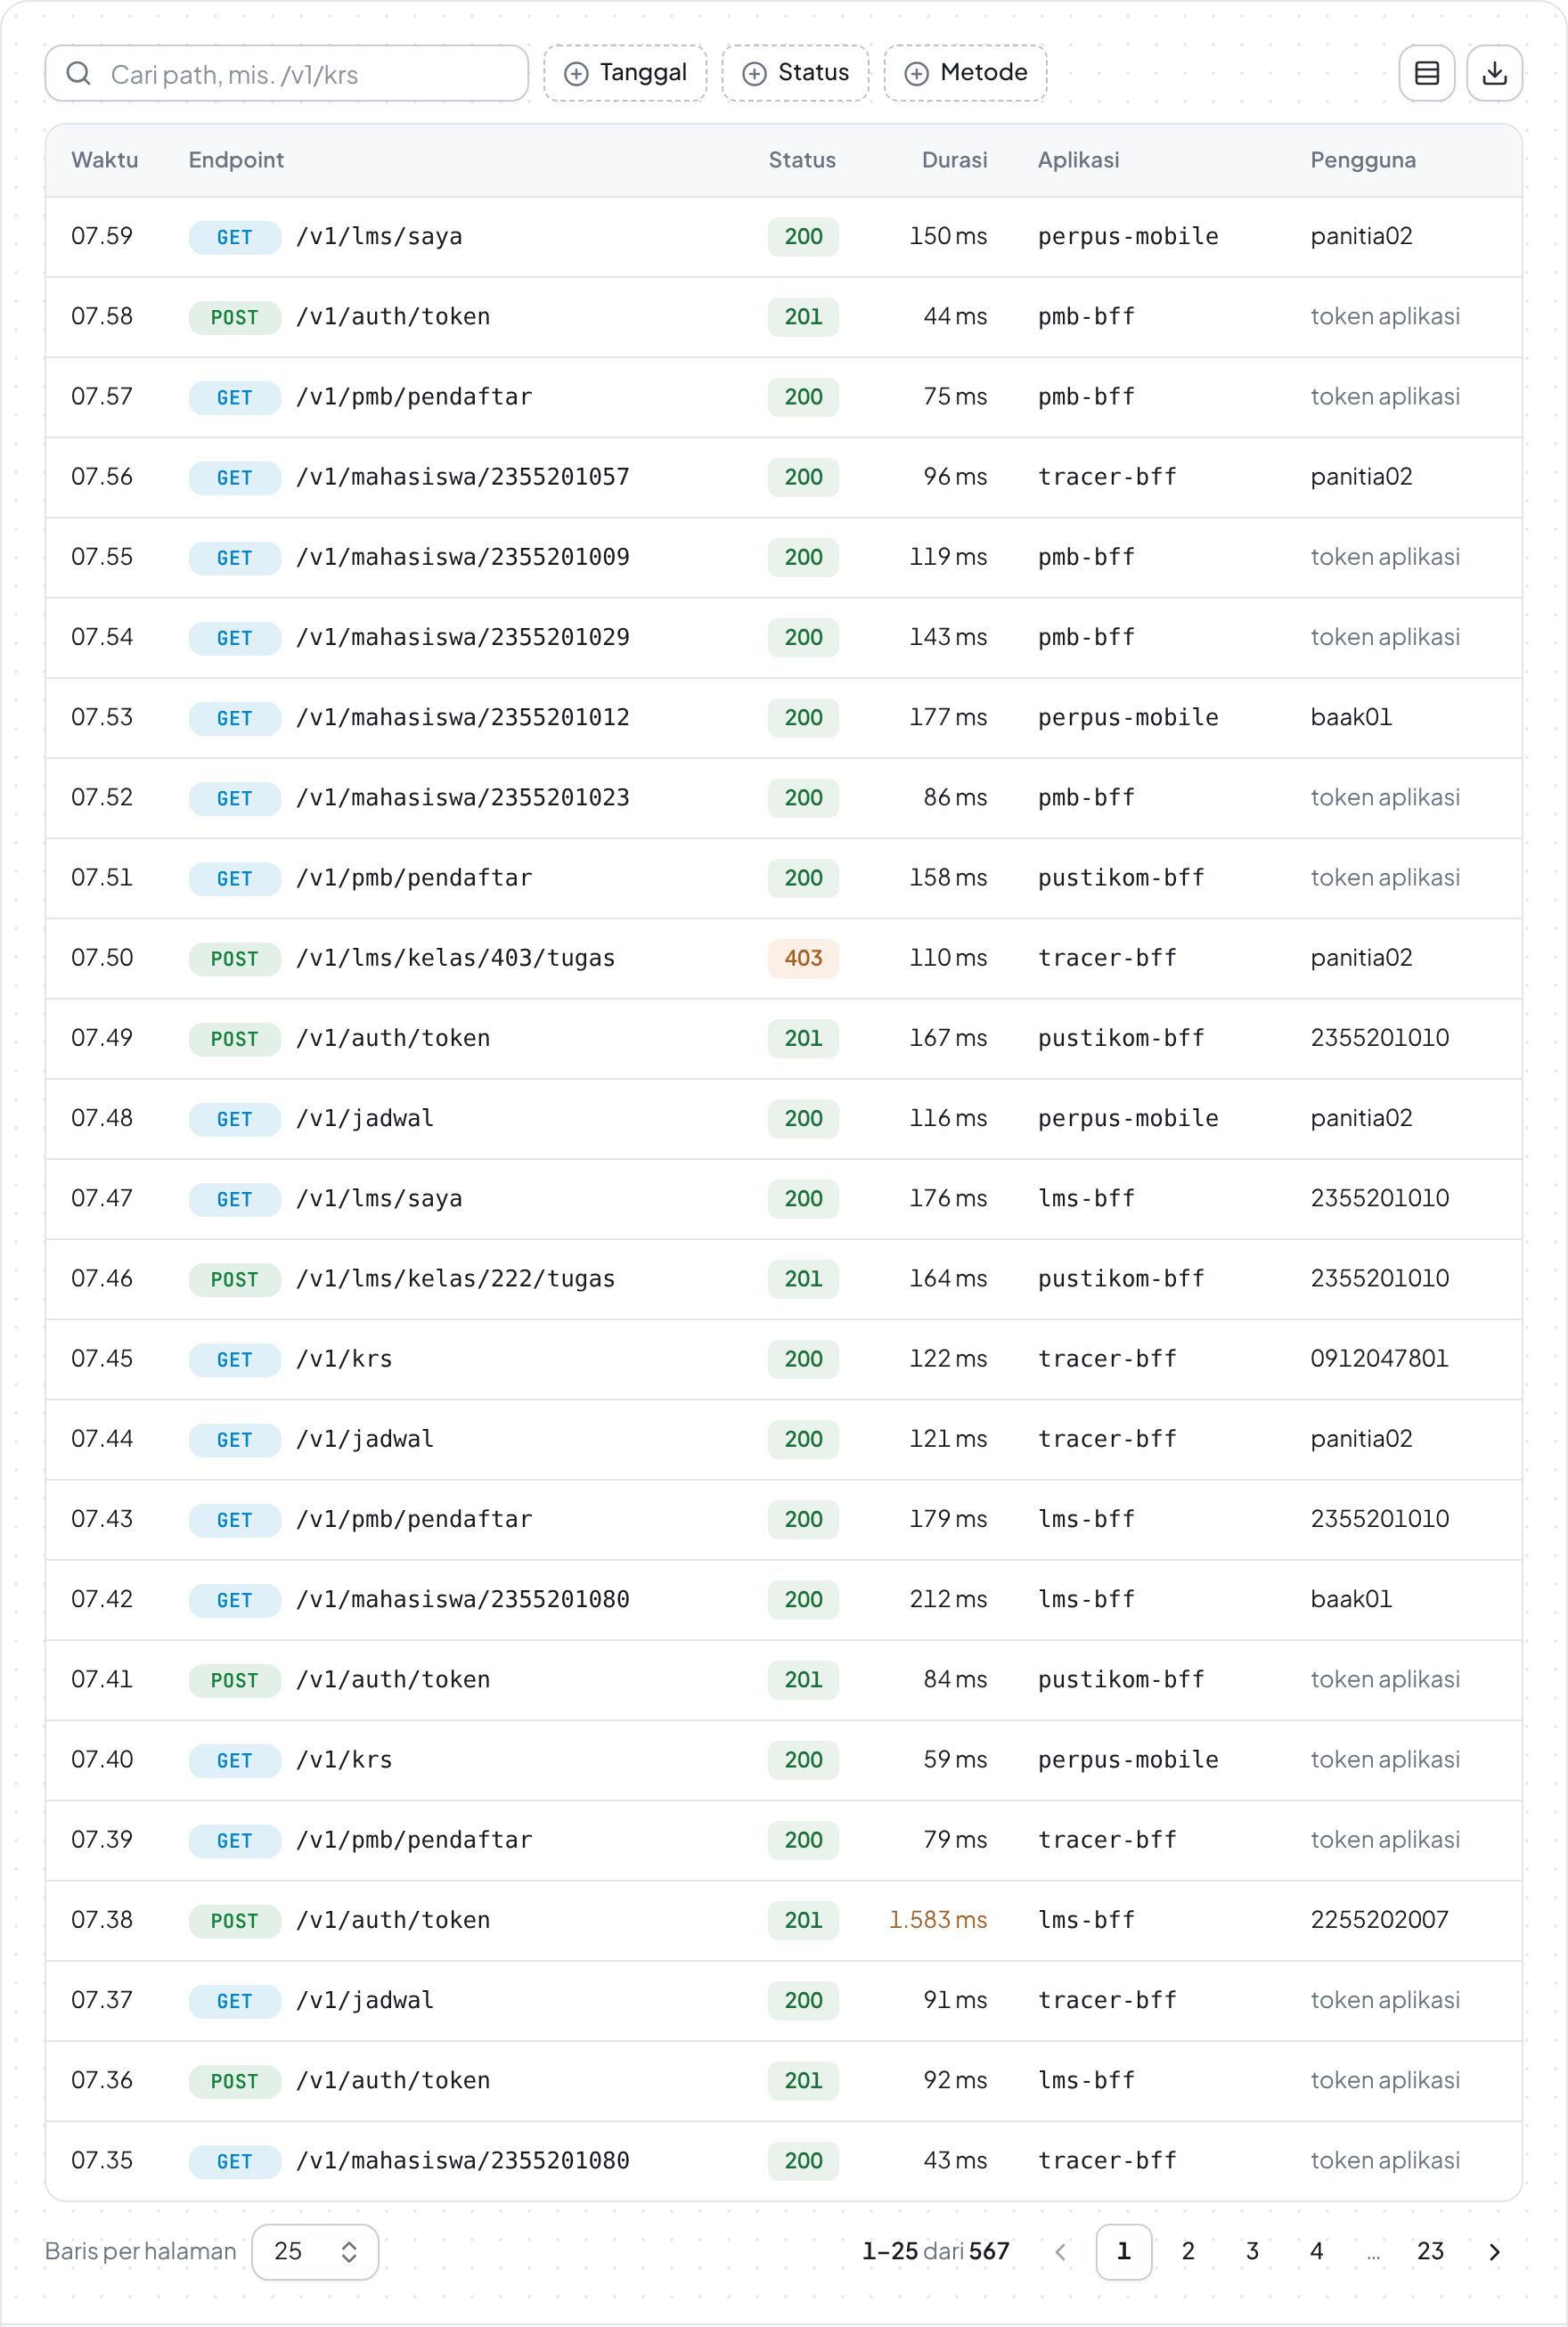 Cari path, mis. /v1/krs Tanggal Status Metode
Waktu Endpoint Status Durasi Aplikasi Pengguna
07.59 GET /v1/lms/saya 200 150 ms perpus-mobile panitia02
07.58 POST /v1/auth/token 201 44 ms pmb-bff token aplikasi
07.57 GET /v1/pmb/pendaftar 200 75 ms pmb-bff token aplikasi
07.56 GET /v1/mahasiswa/2355201057 200 96 ms tracer-bff panitia02
07.55 GET /v1/mahasiswa/2355201009 200 119 ms pmb-bff token aplikasi
07.54 GET /v1/mahasiswa/2355201029 200 143 ms pmb-bff token aplikasi
07.53 GET /v1/mahasiswa/2355201012 200 177 ms perpus-mobile baak01
07.52 GET /v1/mahasiswa/2355201023 200 86 ms pmb-bff token aplikasi
07.51 GET /v1/pmb/pendaftar 200 158 ms pustikom-bff token aplikasi
07.50 POST /v1/lms/kelas/403/tugas 403 110 ms tracer-bff panitia02
07.49 POST /v1/auth/token 201 167 ms pustikom-bff 2355201010
07.48 GET /v1/jadwal 200 116 ms perpus-mobile panitia02
07.47 GET /v1/lms/saya 200 176 ms lms-bff 2355201010
07.46 POST /v1/lms/kelas/222/tugas 201 164 ms pustikom-bff 2355201010
07.45 GET /v1/krs 200 122 ms tracer-bff 0912047801
07.44 GET /v1/jadwal 200 121 ms tracer-bff panitia02
07.43 GET /v1/pmb/pendaftar 200 179 ms lms-bff 2355201010
07.42 GET /v1/mahasiswa/2355201080 200 212 ms lms-bff baak01
07.41 POST /v1/auth/token 201 84 ms pustikom-bff token aplikasi
07.40 GET /v1/krs 200 59 ms perpus-mobile token aplikasi
07.39 GET /v1/pmb/pendaftar 200 79 ms tracer-bff token aplikasi
07.38 POST /v1/auth/token 201 1.583 ms lms-bff 2255202007
07.37 GET /v1/jadwal 200 91 ms tracer-bff token aplikasi
07.36 POST /v1/auth/token 201 92 ms lms-bff token aplikasi
07.35 GET /v1/mahasiswa/2355201080 200 43 ms tracer-bff token aplikasi
Baris per halaman 25 1–25 dari 567 1 2 3 4 ... 23